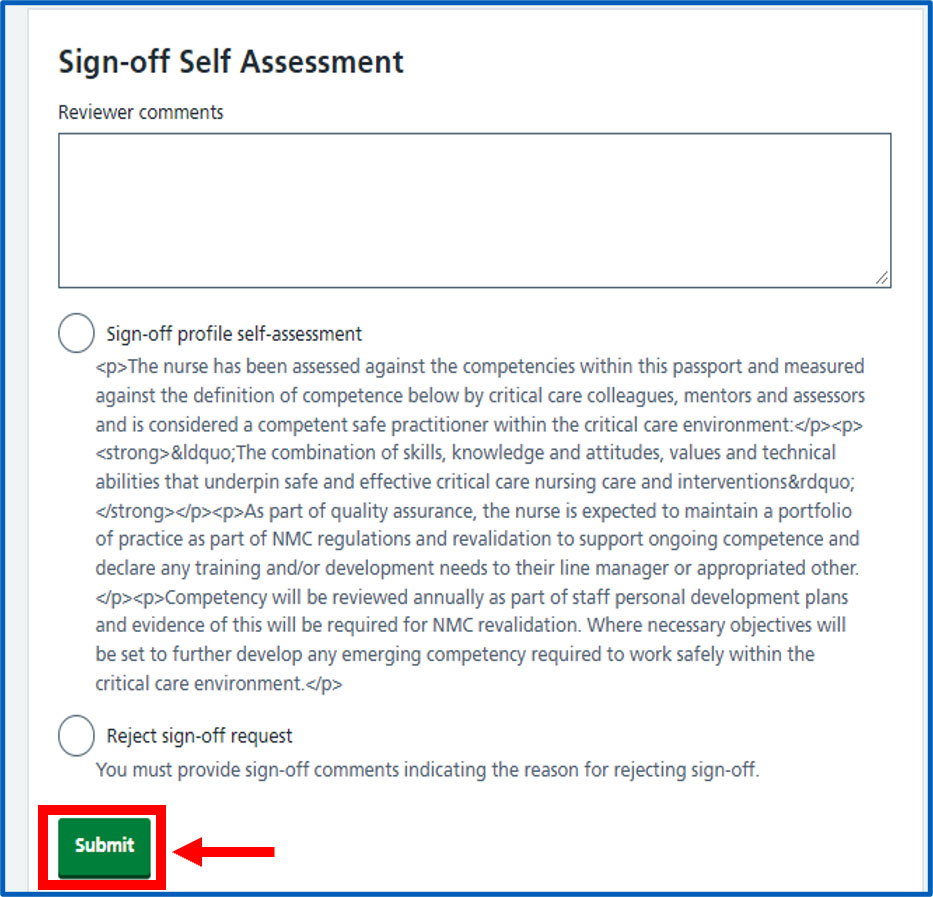 Sign-off Self Assessment
Reviewer comments
Sign-off profile self-assessment
<p>The nurse has been assessed against the competencies within this passport and measured
against the definition of competence below by critical care colleagues, mentors and assessors
and is considered a competent safe practitioner within the critical care environment:</p><p>
<strong>&ldquo;The combination of skills, knowledge and attitudes, values and technical
abilities that underpin safe and effective critical care nursing care and interventions&rdquo;
</strong></p><p>As part of quality assurance, the nurse is expected to maintain a portfolio
of practice as part of NMC regulations and revalidation to support ongoing competence and
declare any training and/or development needs to their line manager or appropriated other.
</p><p>Competency will be reviewed annually as part of staff personal development plans
and evidence of this will be required for NMC revalidation. Where necessary objectives will
be set to further develop any emerging competency required to work safely within the
critical care environment.</p>
Reject sign-off request
You must provide sign-off comments indicating the reason for rejecting sign-off.
Submit